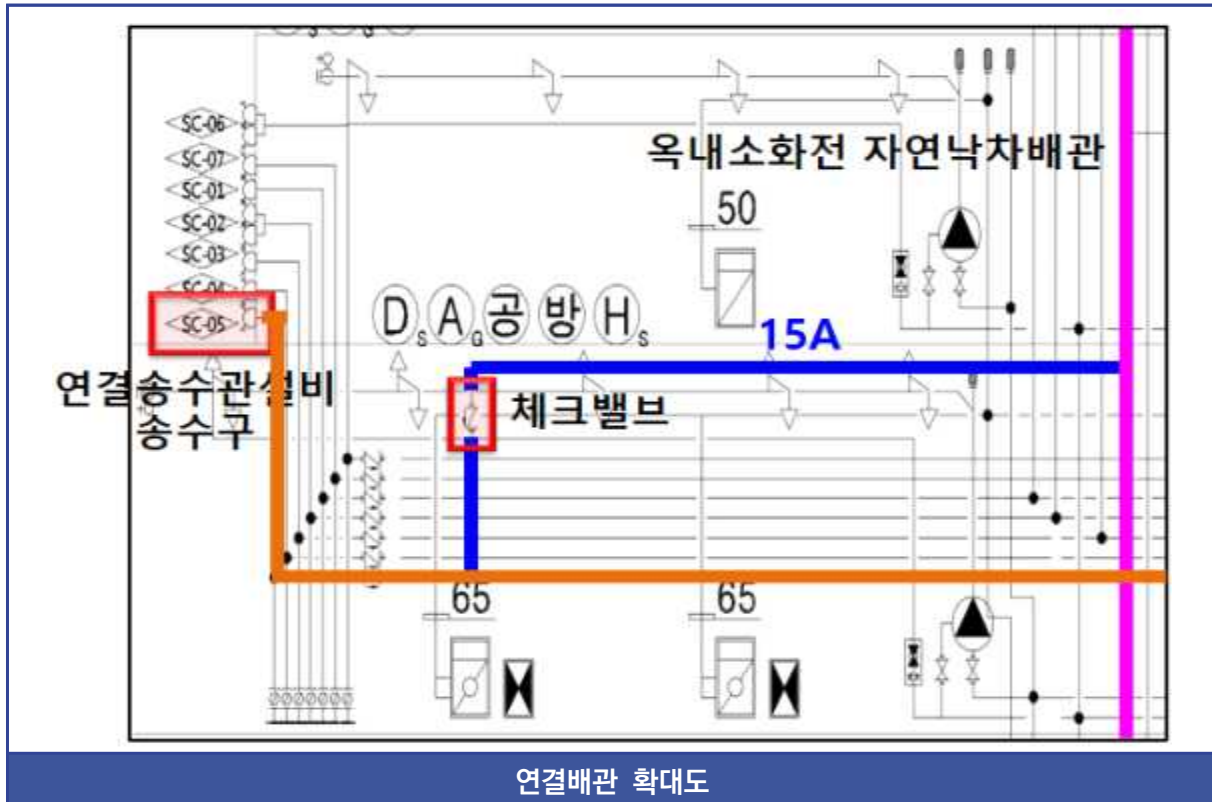 SC-06
옥내소화전 자연낙차배관
SC-07
SC-01
50
SC-02
SC-03
SC-04
SC-05
D S A G 공 방 H S
15A
연결송수관설비
송수구
체크밸브
65
65
연결배관 확대도